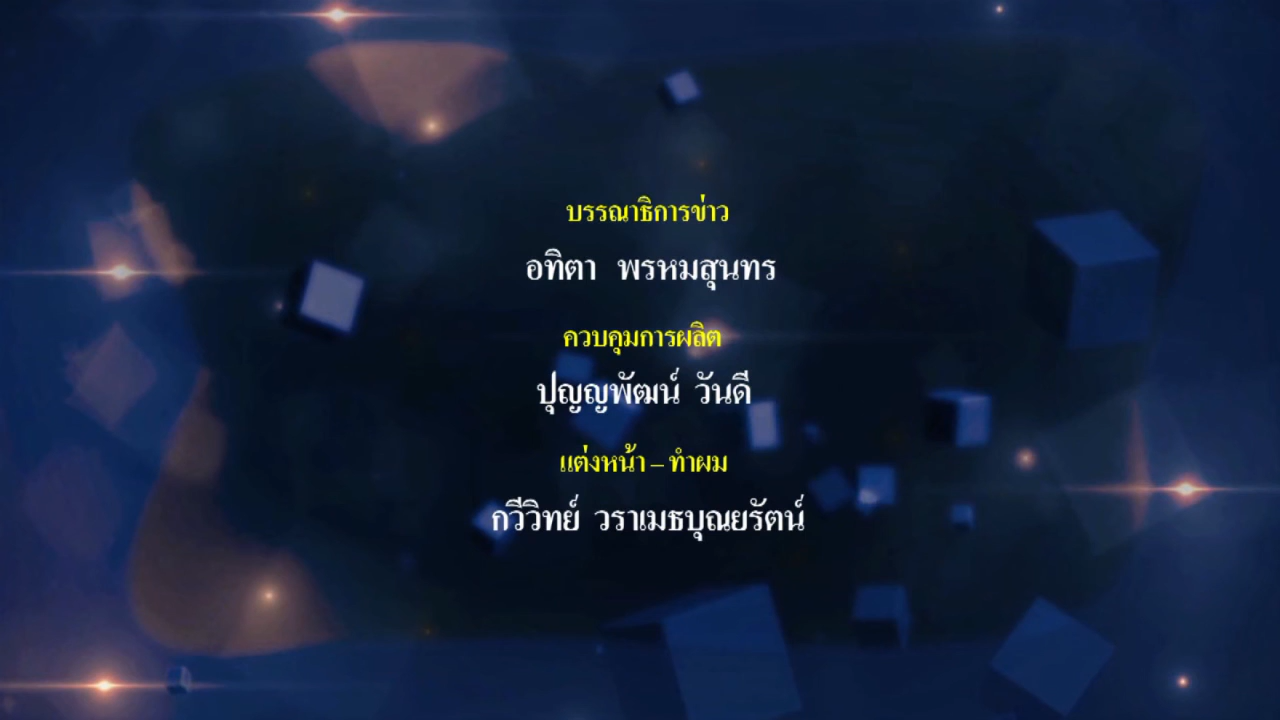 บรรณาธิการข่าว
อทิตา พรหมสุนทร
ควบคุมการผลิต
ปุญญพัฒน์ วันดี
แต่งหน้า – ทำผม
กวีวิทย์ วราเมธบุณยรัตน์